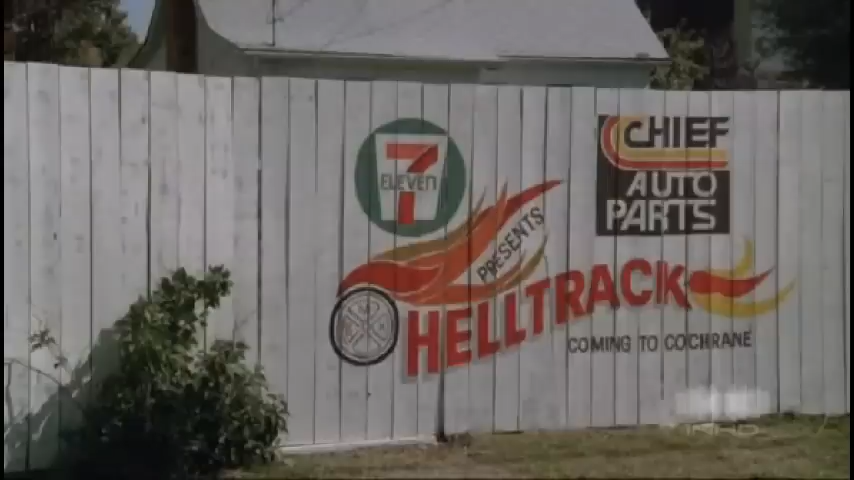 7
ELEVEN
CHIEF
AUTO
PARTS
PRESENTS
HELLTRACK
COMING TO COCHRANE